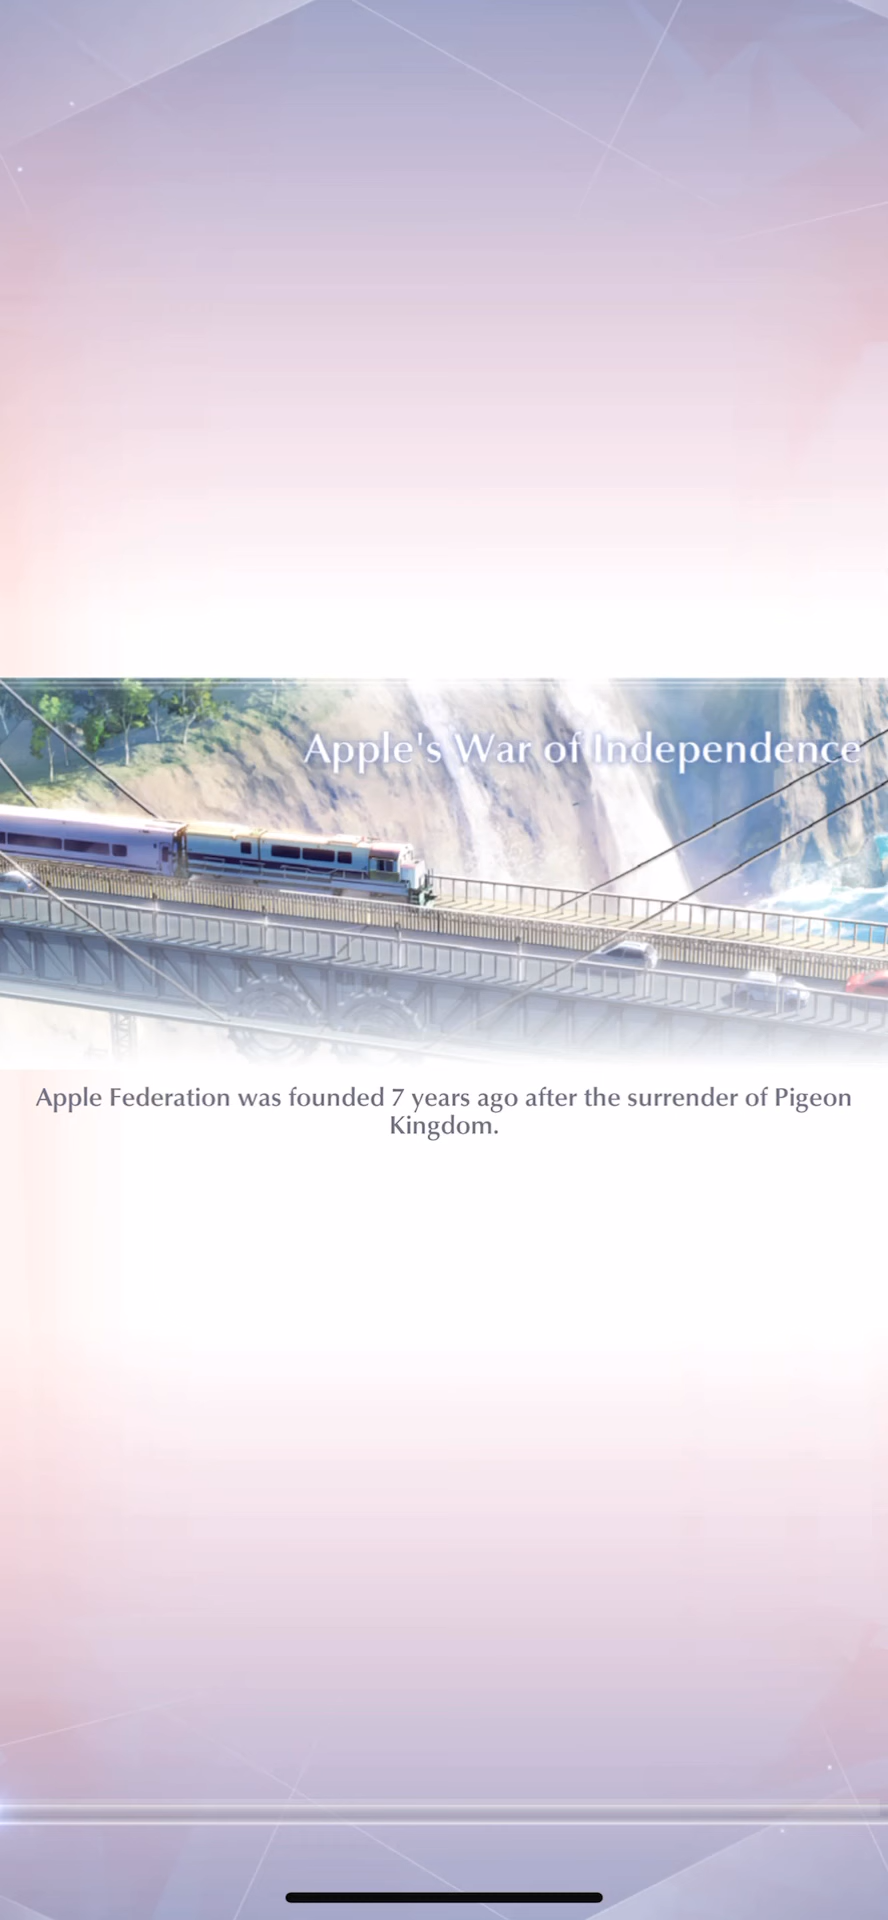 Apple's War of Independence
Apple Federation was founded 7 years ago after the surrender of Pigeon
Kingdom.